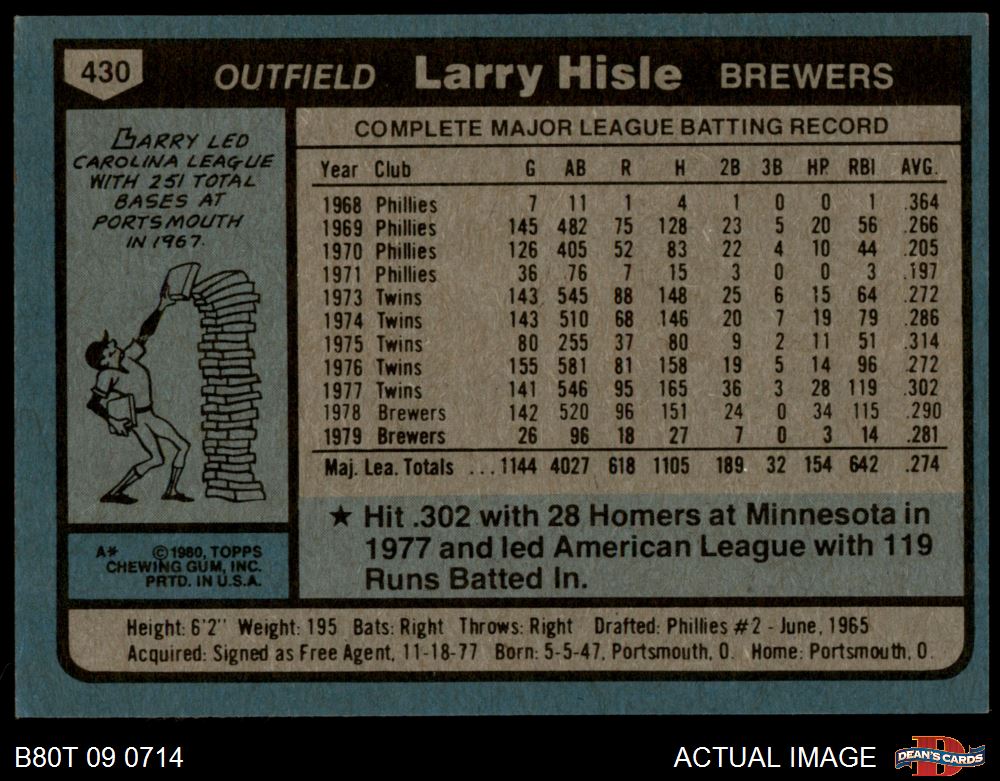 430 OUTFIELD Larry Hisle BREWERS
LARRY LED
CAROLINA LEAGUE
WITH 251 TOTAL
BASES AT
PORTSMOUTH
IN 1967.
A* ©1980, TOPPS
CHEWING GUM, INC.
PRTD. IN U.S.A.
COMPLETE MAJOR LEAGUE BATTING RECORD
Year Club G AB R H 2B 3B HR RBI AVG.
1968 Phillies 7 11 1 4 1 0 0 1 .364
1969 Phillies 145 482 75 128 23 5 20 56 .266
1970 Phillies 126 405 52 83 22 4 10 44 .205
1971 Phillies 36 76 7 15 3 0 0 3 .197
1973 Twins 143 545 88 148 25 6 15 64 .272
1974 Twins 143 510 68 146 20 7 19 79 .286
1975 Twins 80 255 37 80 9 2 11 51 .314
1976 Twins 155 581 81 158 19 5 14 96 .272
1977 Twins 141 546 95 165 36 3 28 119 .302
1978 Brewers 142 520 96 151 24 0 34 115 .290
1979 Brewers 26 96 18 27 7 0 3 14 .281
Maj. Lea. Totals ... 1144 4027 618 1105 189 32 154 642 .274
★ Hit .302 with 28 Homers at Minnesota in
1977 and led American League with 119
Runs Batted In.
Height: 6'2" Weight: 195 Bats: Right Throws: Right Drafted: Phillies #2 - June, 1965
Acquired: Signed as Free Agent, 11-18-77 Born: 5-5-47, Portsmouth, O. Home: Portsmouth, O.
B80T 09 0714 ACTUAL IMAGE D DEAN'S CARDS